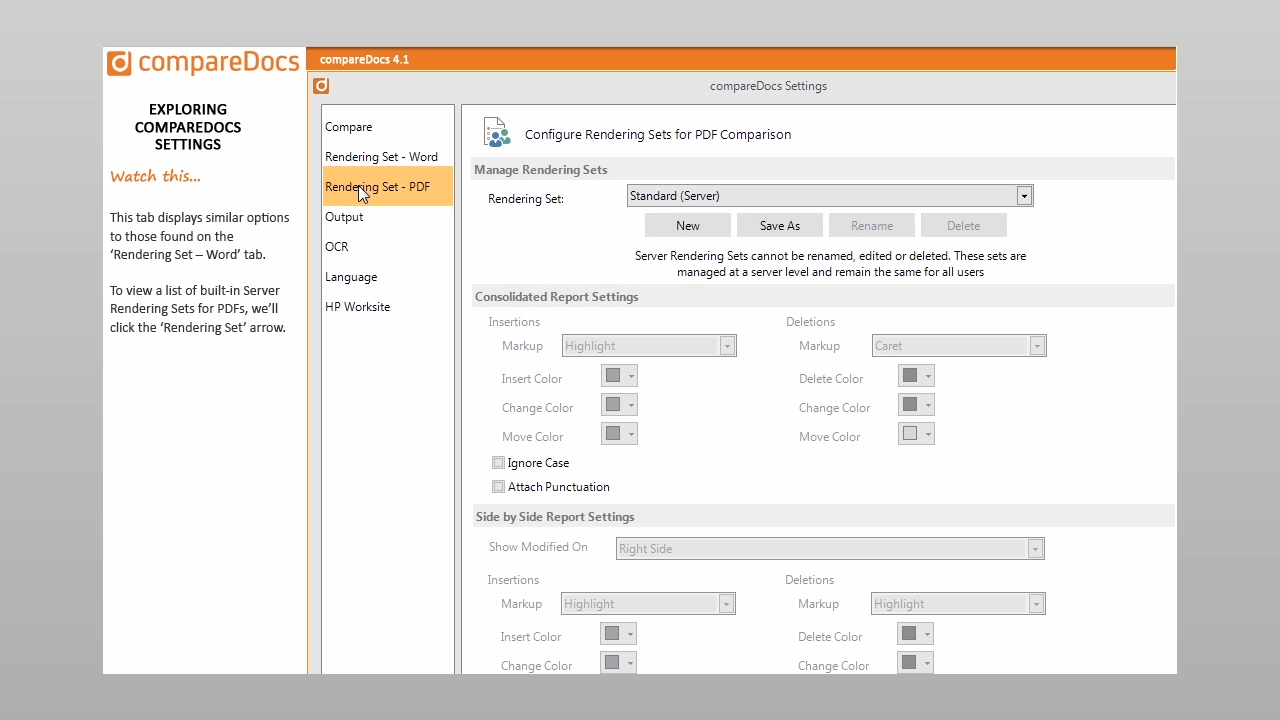 compareDocs
compareDocs 4.1
EXPLORING
COMPAREDOCS
SETTINGS
Watch this...
This tab displays similar options
to those found on the
‘Rendering Set – Word’ tab.
To view a list of built-in Server
Rendering Sets for PDFs, we’ll
click the ‘Rendering Set’ arrow.
compareDocs Settings
Compare
Rendering Set - Word
Rendering Set - PDF
Output
OCR
Language
HP Worksite
Configure Rendering Sets for PDF Comparison
Manage Rendering Sets
Rendering Set: Standard (Server)
New Save As Rename Delete
Server Rendering Sets cannot be renamed, edited or deleted. These sets are
managed at a server level and remain the same for all users
Consolidated Report Settings
Insertions Deletions
Markup Highlight Markup Caret
Insert Color Delete Color
Change Color Change Color
Move Color Move Color
Ignore Case
Attach Punctuation
Side by Side Report Settings
Show Modified On Right Side
Insertions Deletions
Markup Highlight Markup Highlight
Insert Color Delete Color
Change Color Change Color